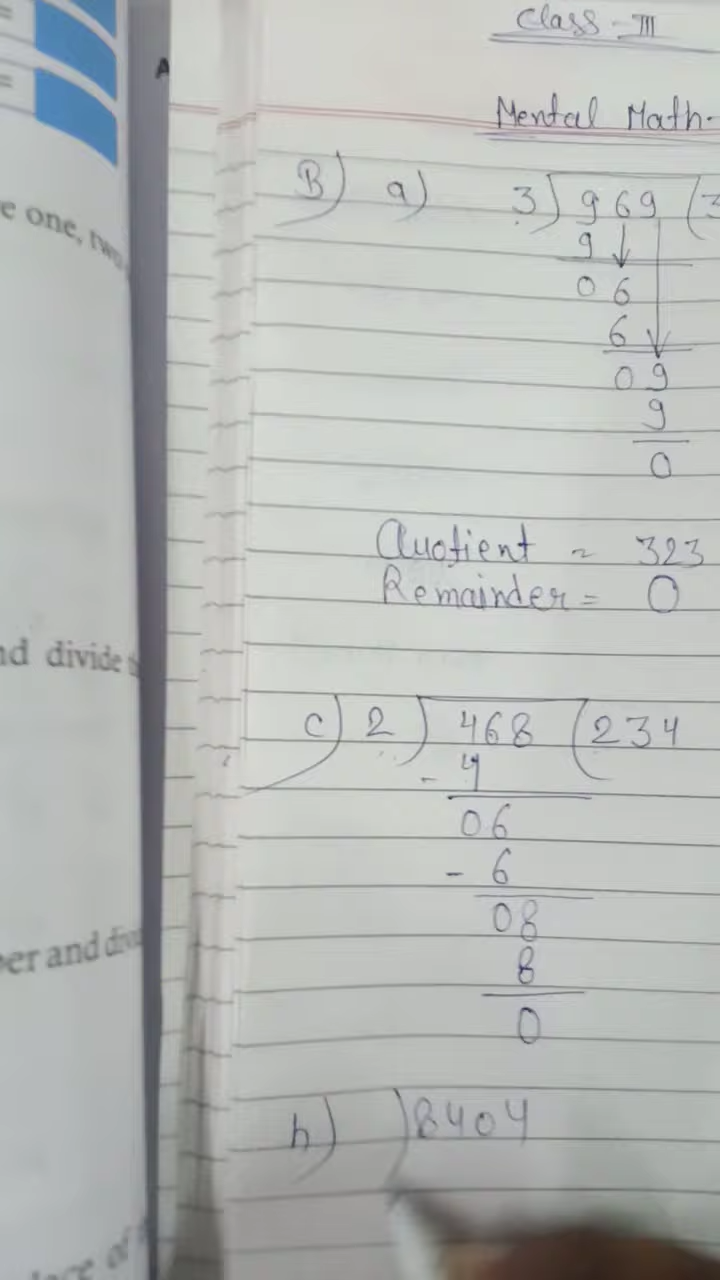 Class - III
Mental Math-
B) a) 3) 969 (3
9
06
6
09
9
0
Quotient = 323
Remainder = 0
c) 2) 468 (234
- 4
06
- 6
08
8
0
h) )8404
=
=
A
e one, two
nd divide
per and
of